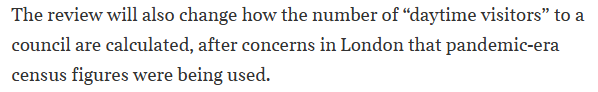 The review will also change how the number of “daytime visitors” to a
council are calculated, after concerns in London that pandemic-era
census figures were being used.